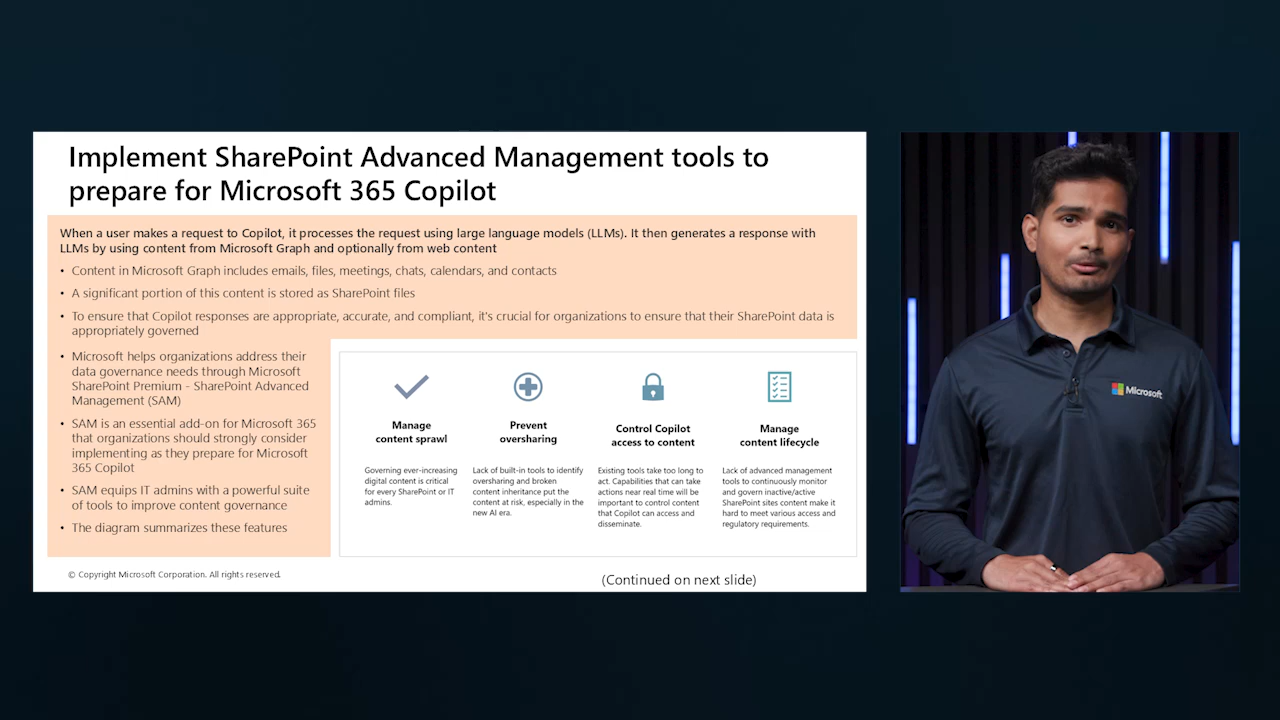 Implement SharePoint Advanced Management tools to
prepare for Microsoft 365 Copilot
When a user makes a request to Copilot, it processes the request using large language models (LLMs). It then generates a response with
LLMs by using content from Microsoft Graph and optionally from web content
• Content in Microsoft Graph includes emails, files, meetings, chats, calendars, and contacts
• A significant portion of this content is stored as SharePoint files
• To ensure that Copilot responses are appropriate, accurate, and compliant, it's crucial for organizations to ensure that their SharePoint data is
appropriately governed
• Microsoft helps organizations address their
data governance needs through Microsoft
SharePoint Premium - SharePoint Advanced
Management (SAM)
• SAM is an essential add-on for Microsoft 365
that organizations should strongly consider
implementing as they prepare for Microsoft
365 Copilot
• SAM equips IT admins with a powerful suite
of tools to improve content governance
• The diagram summarizes these features
Manage
content sprawl
Governing ever-increasing
digital content is critical
for every SharePoint or IT
admins.
Prevent
oversharing
Lack of built-in tools to identify
oversharing and broken
content inheritance put the
content at risk, especially in the
new AI era.
Control Copilot
access to content
Existing tools take too long to
act. Capabilities that can take
actions near real time will be
important to control content
that Copilot can access and
disseminate.
Manage
content lifecycle
Lack of advanced management
tools to continuously monitor
and govern inactive/active
SharePoint sites content make it
hard to meet various access and
regulatory requirements.
© Copyright Microsoft Corporation. All rights reserved.
(Continued on next slide)
Microsoft